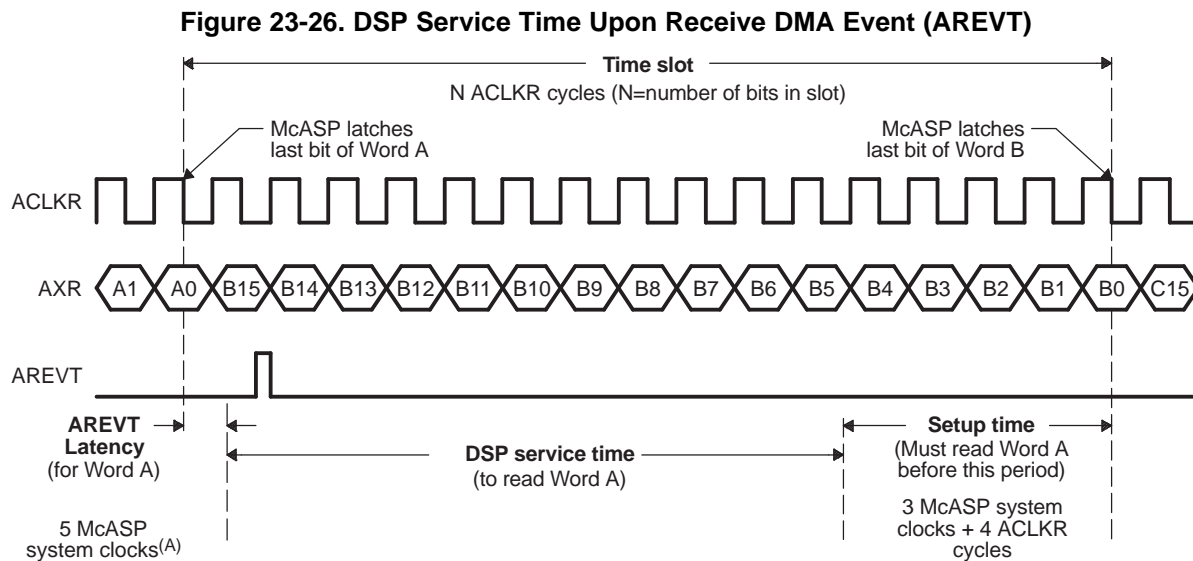 Figure 23-26. DSP Service Time Upon Receive DMA Event (AREVT)
Time slot
N ACLKR cycles (N=number of bits in slot)
McASP latches
last bit of Word A
McASP latches
last bit of Word B
ACLKR
AXR
A1 A0 B15 B14 B13 B12 B11 B10 B9 B8 B7 B6 B5 B4 B3 B2 B1 B0 C15
AREVT
AREVT
Latency
(for Word A)
5 McASP
system clocks(A)
DSP service time
(to read Word A)
Setup time
(Must read Word A
before this period)
3 McASP system
clocks + 4 ACLKR
cycles